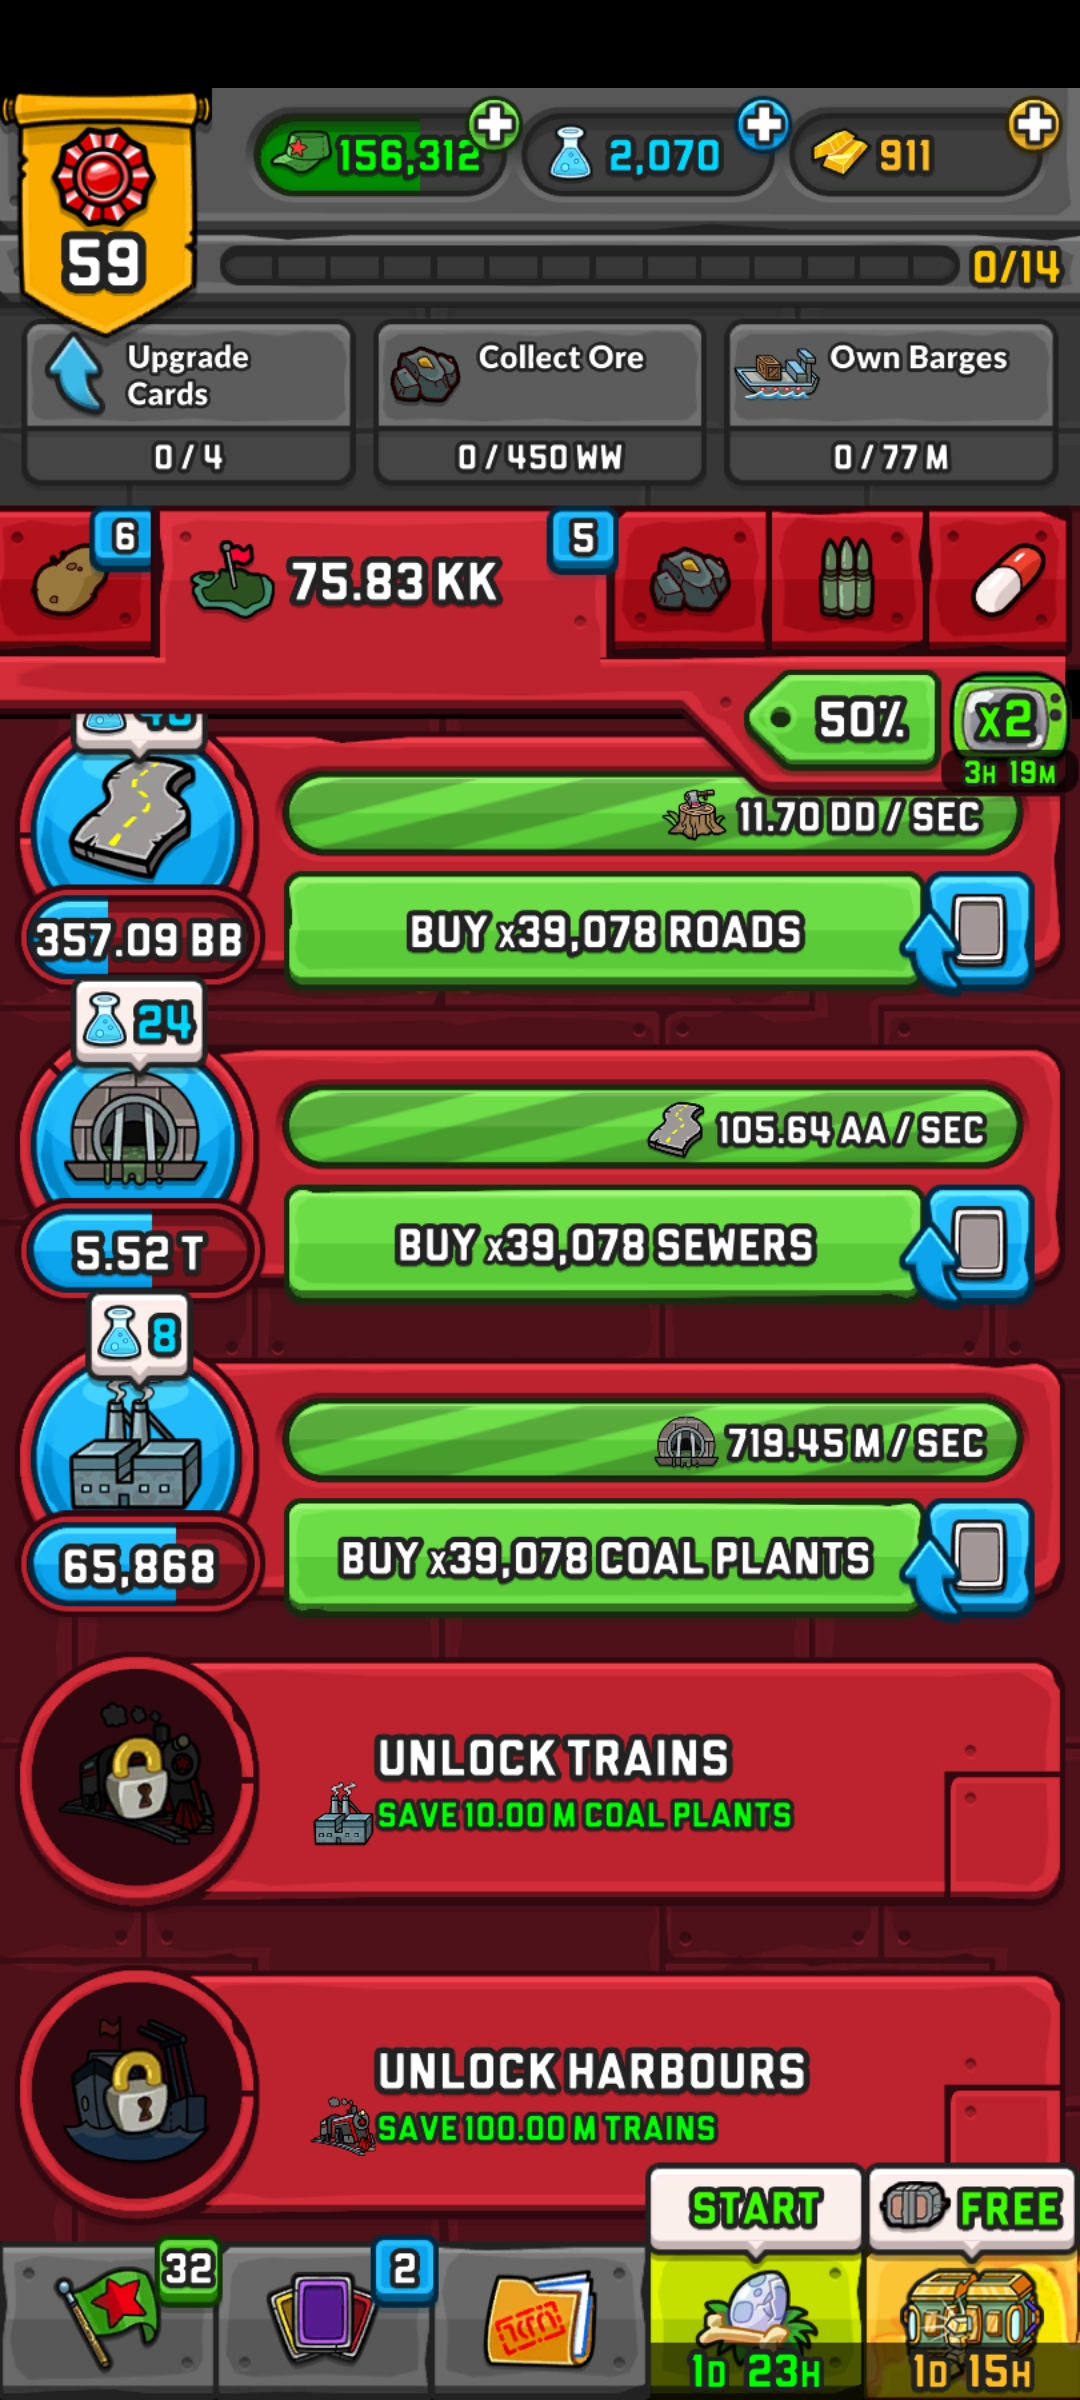 156,312
2,070
911
59
0/14
Upgrade
Cards
Collect Ore
Own Barges
0 / 4
0 / 450 WW
0 / 77 M
6
75.83 KK
5
50%
x2
3H 19M
11.70 DD / SEC
357.09 BB
BUY x39,078 ROADS
24
105.64 AA / SEC
5.52 T
BUY x39,078 SEWERS
8
719.45 M / SEC
65,868
BUY x39,078 COAL PLANTS
UNLOCK TRAINS
SAVE 10.00 M COAL PLANTS
UNLOCK HARBOURS
SAVE 100.00 M TRAINS
START
FREE
32
2
1D 23H
1D 15H